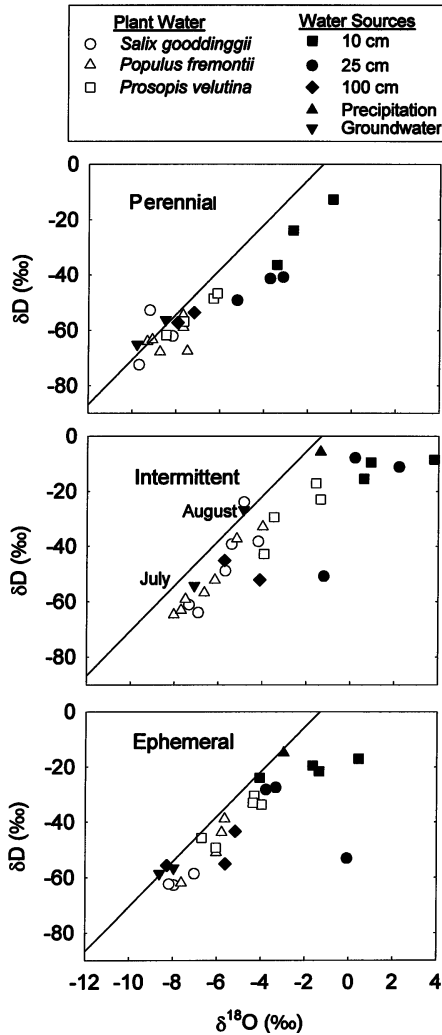 Plant Water
Water Sources
Salix gooddinggii
10 cm
Populus fremontii
25 cm
Prosopis velutina
100 cm
Precipitation
Groundwater
0
Perennial
-20
-40
δD (‰)
-60
-80
0
Intermittent
-20
August
-40
δD (‰)
July
-60
-80
0
Ephemeral
-20
-40
δD (‰)
-60
-80
-12 -10 -8 -6 -4 -2 0 2 4
δ¹⁸O (‰)